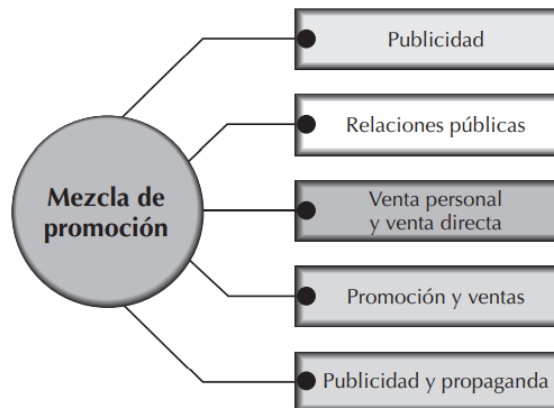 Publicidad
Relaciones públicas
Mezcla de
promoción
Venta personal
y venta directa
Promoción y ventas
Publicidad y propaganda